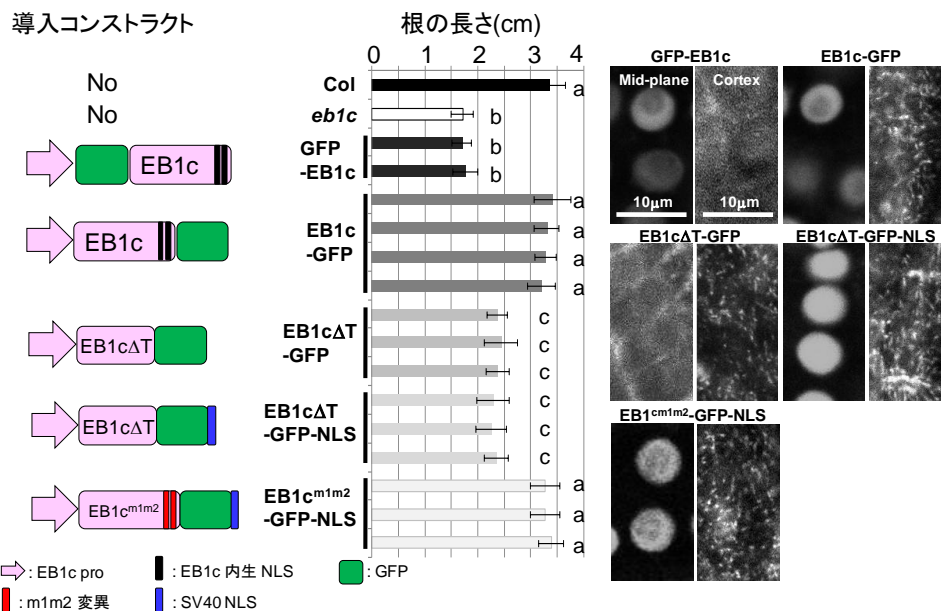 導入コンストラクト
根の長さ(cm)
0 1 2 3 4
No
No
EB1c
EB1c
EB1cΔT
EB1cΔT
EB1cm1m2
Col
a
eb1c
b
GFP
-EB1c
b
b
EB1c
-GFP
a
a
a
a
EB1cΔT
-GFP
c
c
c
EB1cΔT
-GFP-NLS
c
c
c
EB1cm1m2
-GFP-NLS
a
a
a
GFP-EB1c
EB1c-GFP
Mid-plane
Cortex
10μm
10μm
EB1cΔT-GFP
EB1cΔT-GFP-NLS
EB1cm1m2-GFP-NLS
: EB1c pro
: EB1c 内生 NLS
: GFP
: m1m2 変異
: SV40 NLS